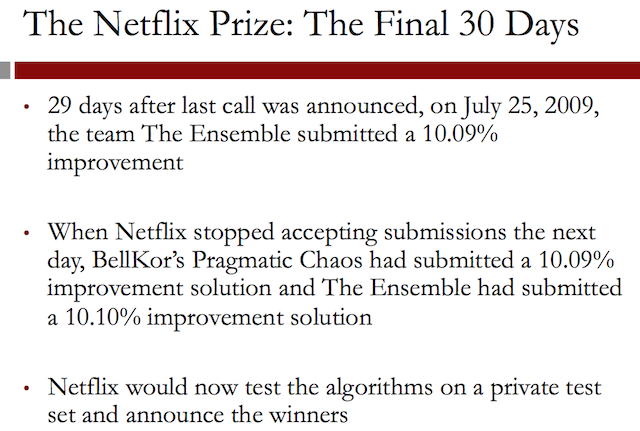 The Netflix Prize: The Final 30 Days
• 29 days after last call was announced, on July 25, 2009,
the team The Ensemble submitted a 10.09%
improvement
• When Netflix stopped accepting submissions the next
day, BellKor’s Pragmatic Chaos had submitted a 10.09%
improvement solution and The Ensemble had submitted
a 10.10% improvement solution
• Netflix would now test the algorithms on a private test
set and announce the winners